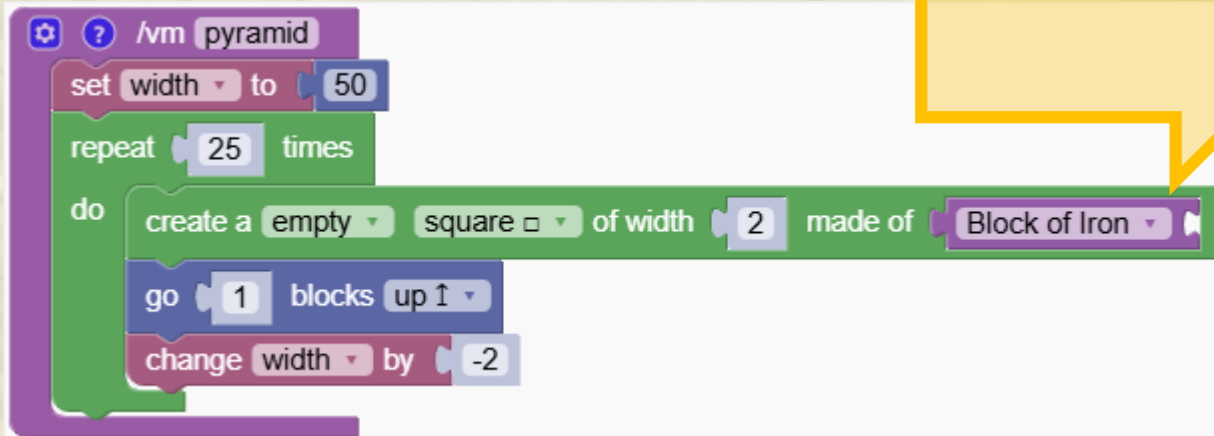 ? /vm pyramid
set width to 50
repeat 25 times
do create a empty square □ of width 2 made of Block of Iron
go 1 blocks up ↥
change width by -2